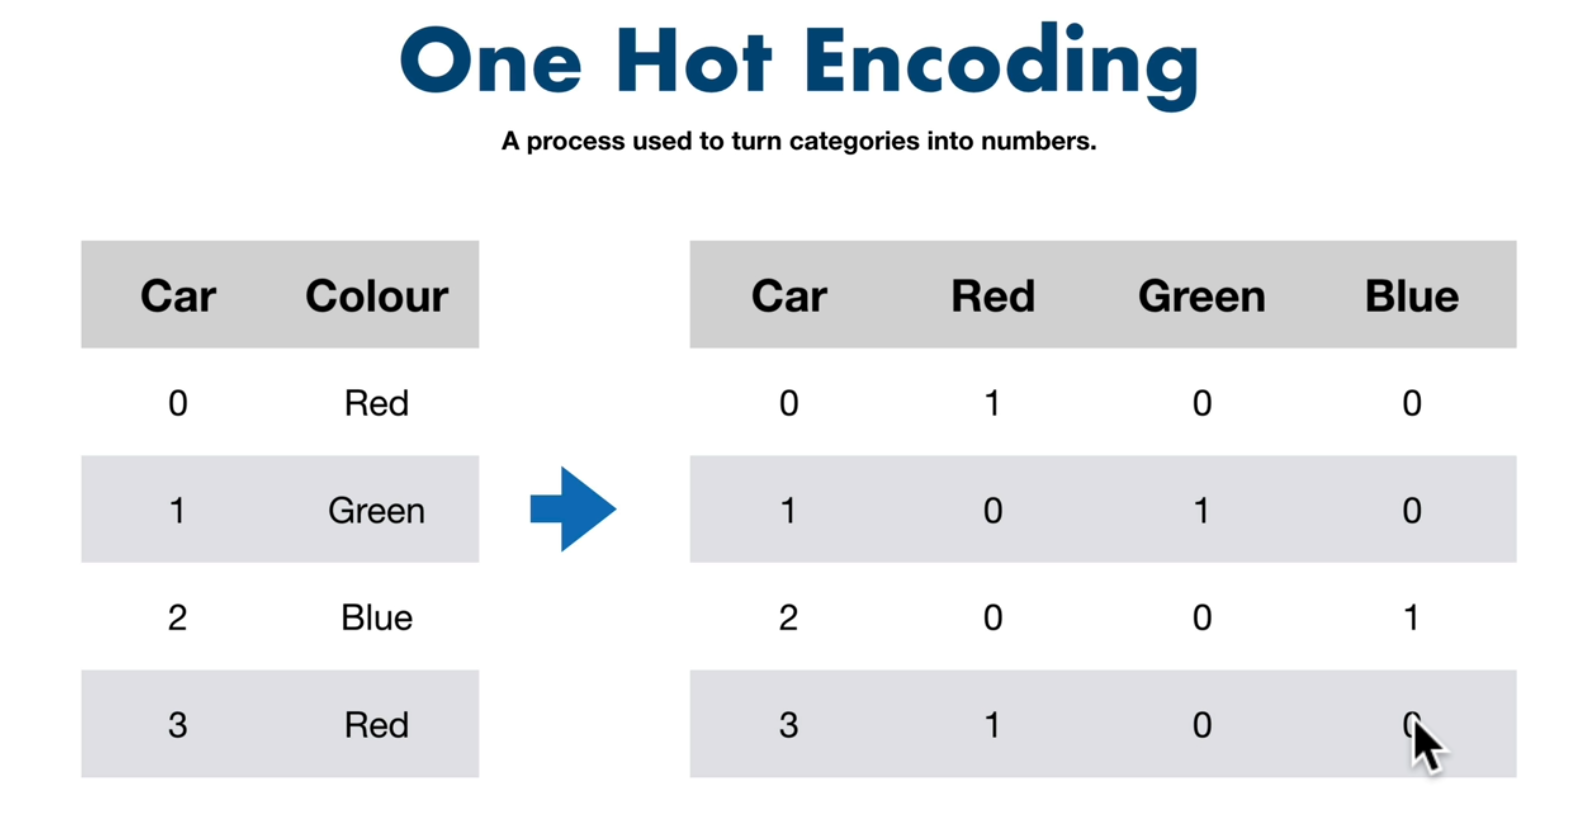 One Hot Encoding
A process used to turn categories into numbers.
Car Colour
0 Red
1 Green
2 Blue
3 Red
Car Red Green Blue
0 1 0 0
1 0 1 0
2 0 0 1
3 1 0 0